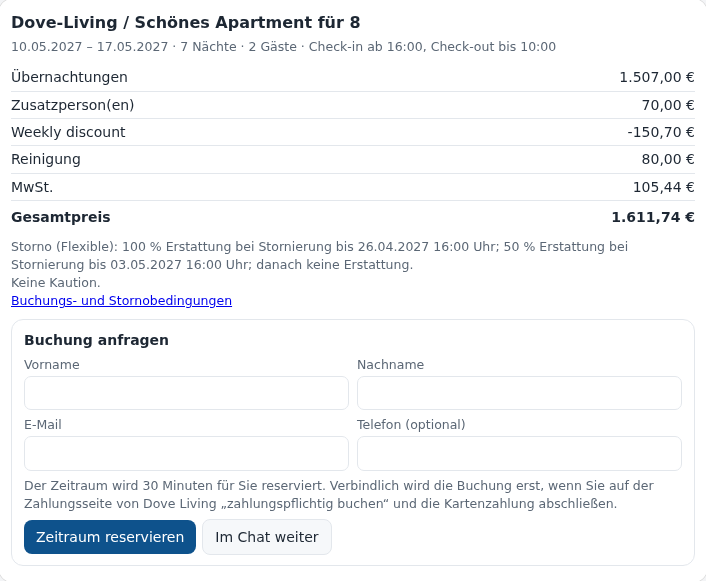 Dove-Living / Schönes Apartment für 8
10.05.2027 – 17.05.2027 · 7 Nächte · 2 Gäste · Check-in ab 16:00, Check-out bis 10:00
Übernachtungen 1.507,00 €
Zusatzperson(en) 70,00 €
Weekly discount -150,70 €
Reinigung 80,00 €
MwSt. 105,44 €
Gesamtpreis 1.611,74 €
Storno (Flexible): 100 % Erstattung bei Stornierung bis 26.04.2027 16:00 Uhr; 50 % Erstattung bei
Stornierung bis 03.05.2027 16:00 Uhr; danach keine Erstattung.
Keine Kaution.
Buchungs- und Stornobedingungen
Buchung anfragen
Vorname Nachname
E-Mail Telefon (optional)
Der Zeitraum wird 30 Minuten für Sie reserviert. Verbindlich wird die Buchung erst, wenn Sie auf der
Zahlungsseite von Dove Living „zahlungspflichtig buchen“ und die Kartenzahlung abschließen.
Zeitraum reservieren Im Chat weiter